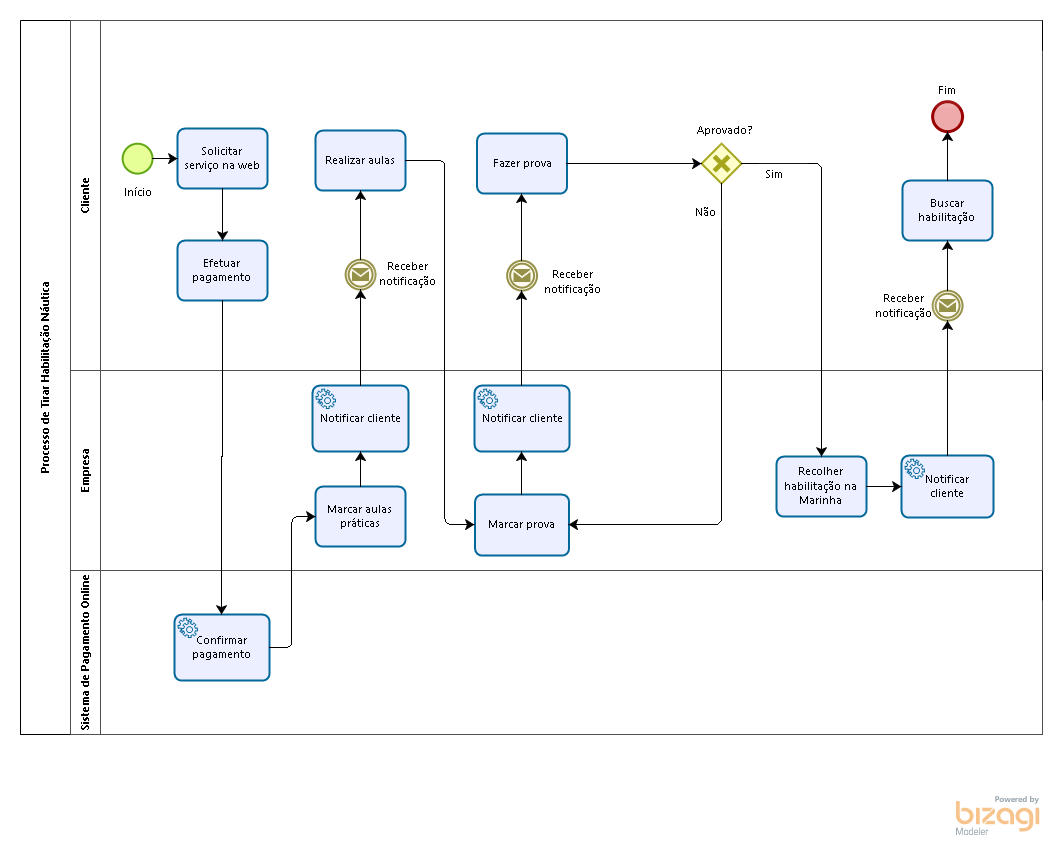 Processo de Tirar Habilitação Náutica
Cliente
Início
Solicitar
serviço na web
Efetuar
pagamento
Realizar aulas
Receber
notificação
Fazer prova
Receber
notificação
Aprovado?
Sim
Não
Fim
Buscar
habilitação
Receber
notificação
Empresa
Notificar cliente
Marcar aulas
práticas
Notificar cliente
Marcar prova
Recolher
habilitação na
Marinha
Notificar
cliente
Sistema de Pagamento Online
Confirmar
pagamento
Powered by
bizagi
Modeler